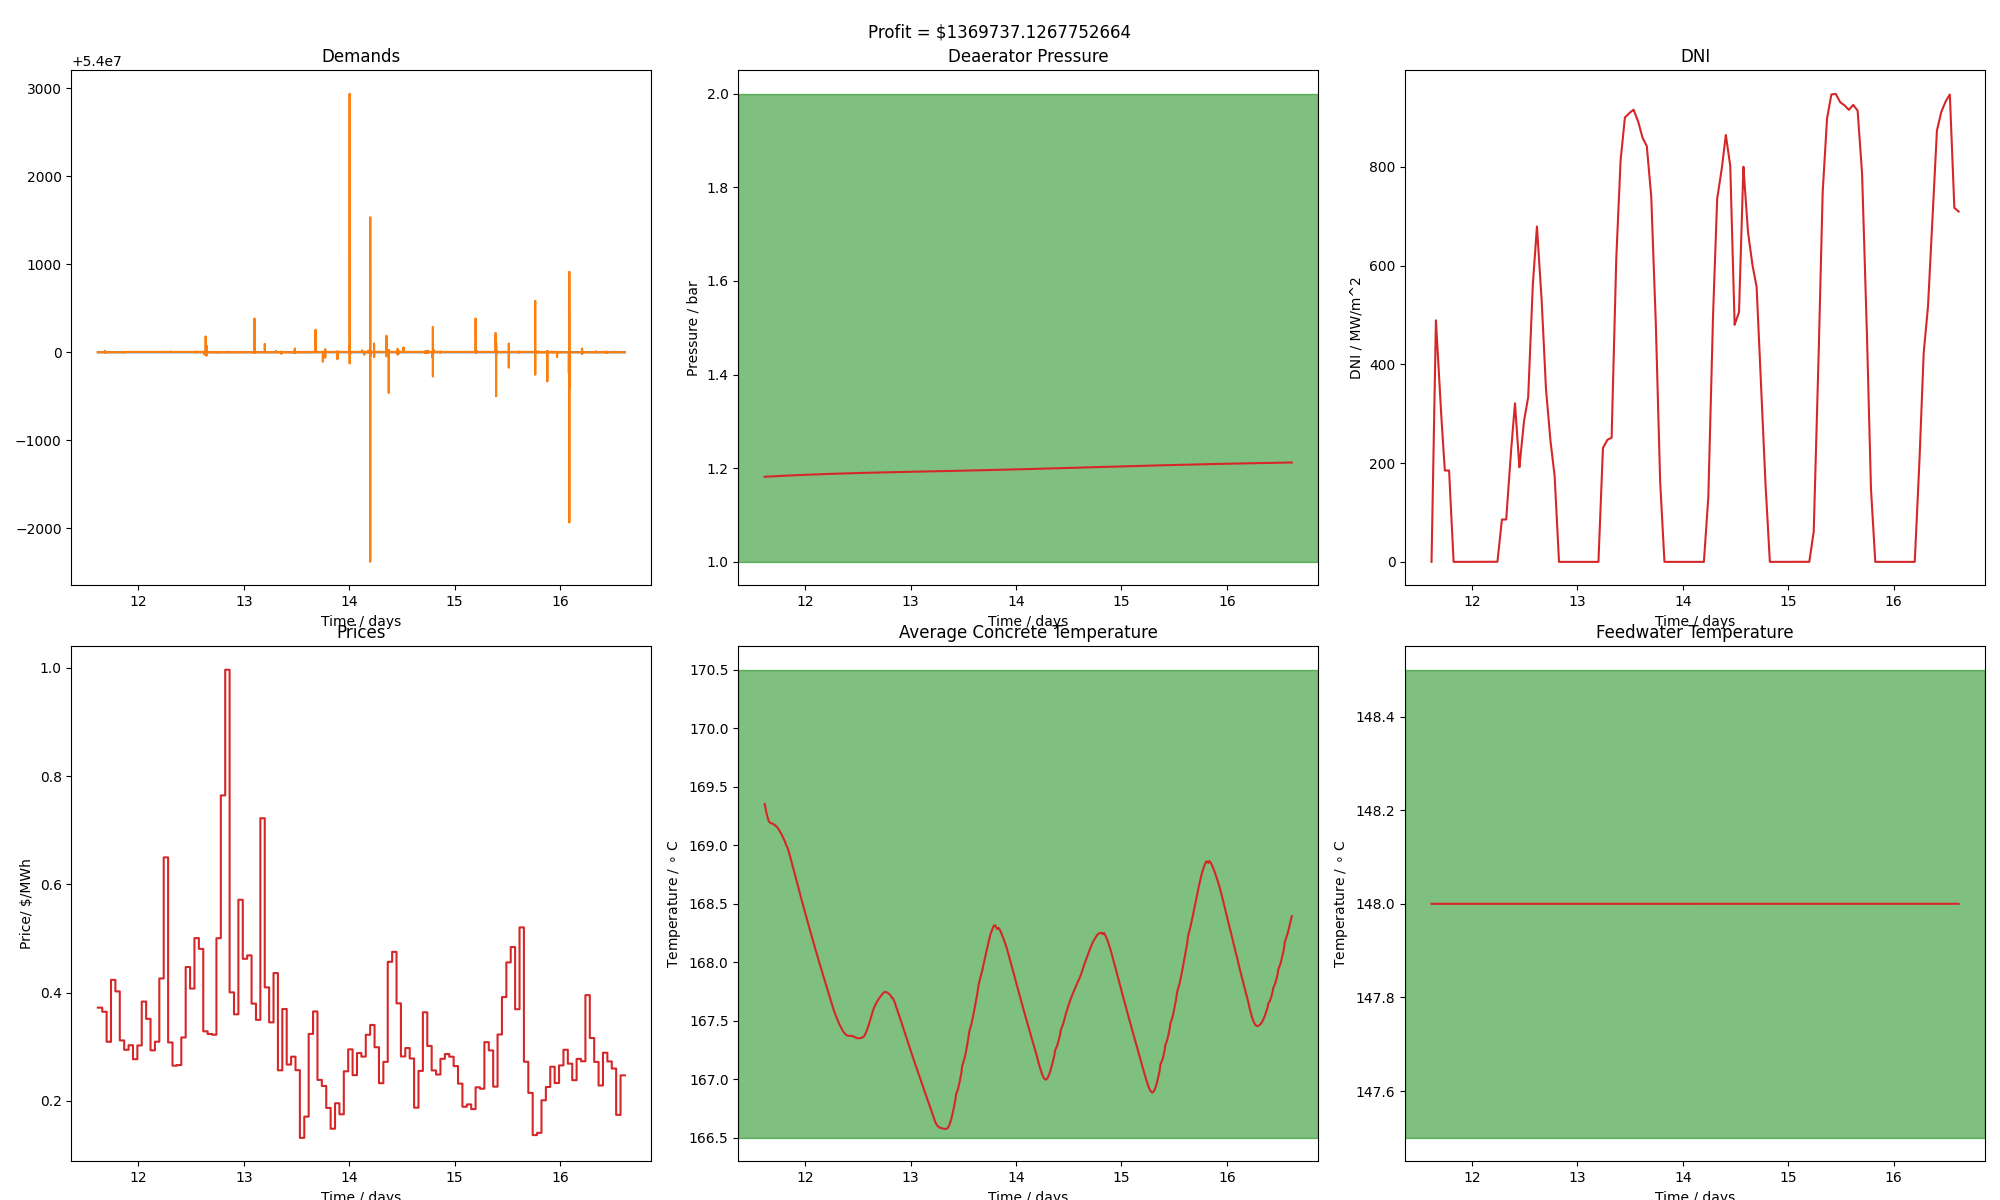 Profit = $1369737.1267752664
Demands
+5.4e7
3000
2000
1000
0
−1000
−2000
12 13 14 15 16
Time / days
Deaerator Pressure
Pressure / bar
2.0
1.8
1.6
1.4
1.2
1.0
12 13 14 15 16
Time / days
DNI
DNI / MW/m^2
800
600
400
200
0
12 13 14 15 16
Time / days
Prices
Price/ $/MWh
1.0
0.8
0.6
0.4
0.2
12 13 14 15 16
Time / days
Average Concrete Temperature
Temperature / ∘ C
170.5
170.0
169.5
169.0
168.5
168.0
167.5
167.0
166.5
12 13 14 15 16
Time / days
Feedwater Temperature
Temperature / ∘ C
148.4
148.2
148.0
147.8
147.6
12 13 14 15 16
Time / days